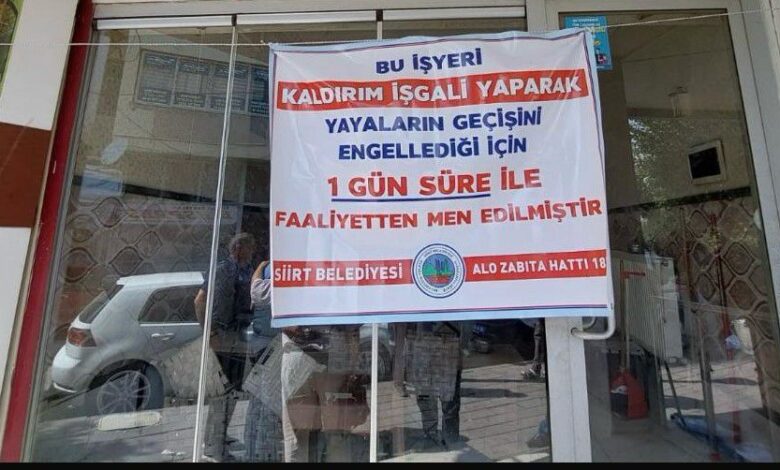 BU İŞYERİ
KALDIRIM İŞGALİ YAPARAK
YAYALARIN GEÇİŞİNİ
ENGELLEDİĞİ İÇİN
1 GÜN SÜRE İLE
FAALİYETTEN MEN EDİLMİŞTİR
SİİRT BELEDİYESİ ALO ZABITA HATTI 18